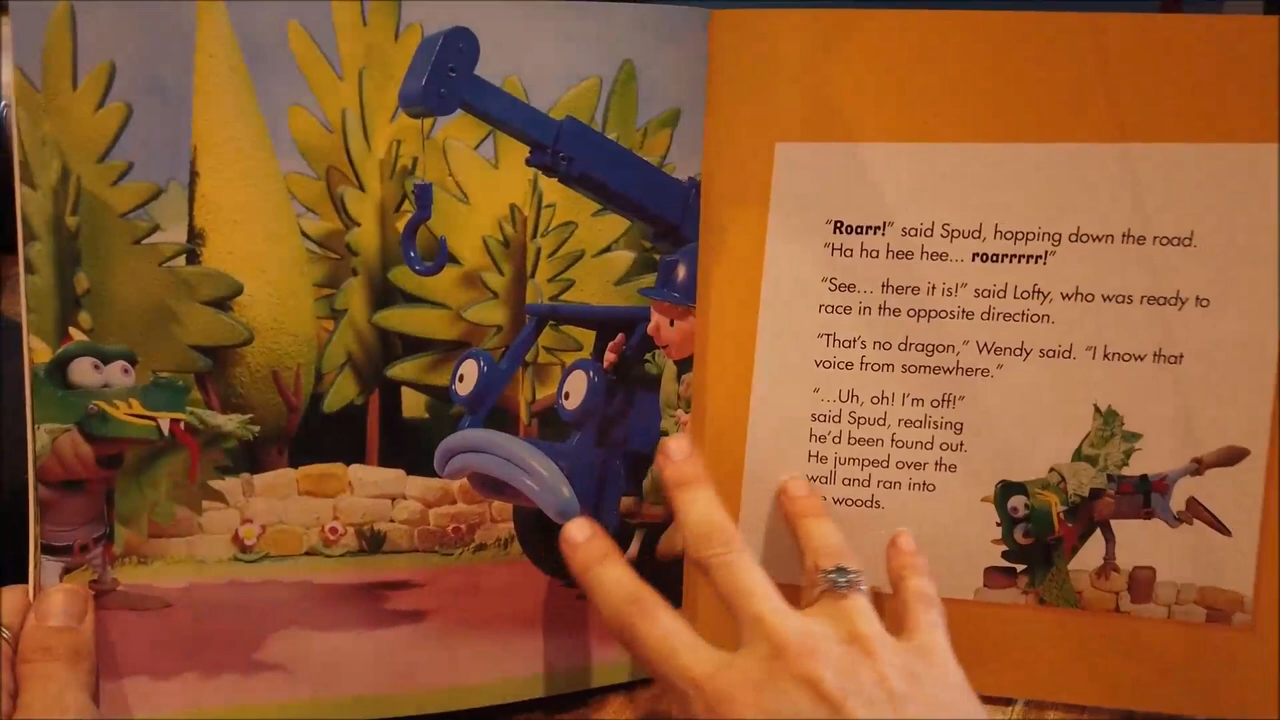 “Roarr!” said Spud, hopping down the road.
“Ha ha hee hee... roarrrrr!”
“See... there it is!” said Lofty, who was ready to
race in the opposite direction.
“That’s no dragon,” Wendy said. “I know that
voice from somewhere.”
“...Uh, oh! I’m off!”
said Spud, realising
he’d been found out.
He jumped over the
wall and ran into
woods.